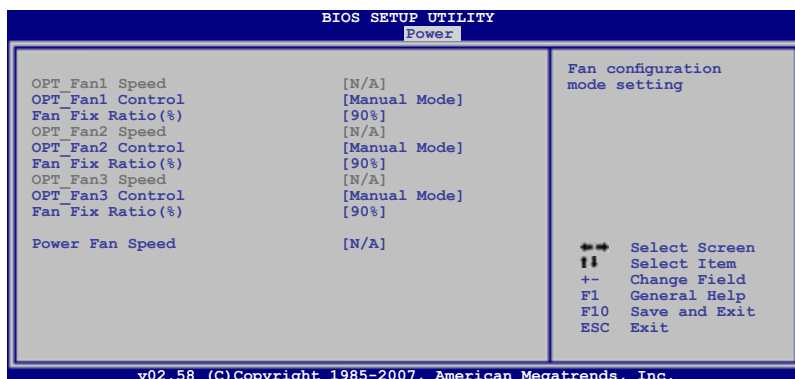 BIOS SETUP UTILITY
Power
OPT_Fan1 Speed [N/A]
OPT_Fan1 Control [Manual Mode]
Fan Fix Ratio(%) [90%]
OPT_Fan2 Speed [N/A]
OPT_Fan2 Control [Manual Mode]
Fan Fix Ratio(%) [90%]
OPT_Fan3 Speed [N/A]
OPT_Fan3 Control [Manual Mode]
Fan Fix Ratio(%) [90%]
Power Fan Speed [N/A]
Fan configuration
mode setting
←→ Select Screen
↑↓ Select Item
+- Change Field
F1 General Help
F10 Save and Exit
ESC Exit
v02.58 (C)Copyright 1985-2007, American Megatrends, Inc.